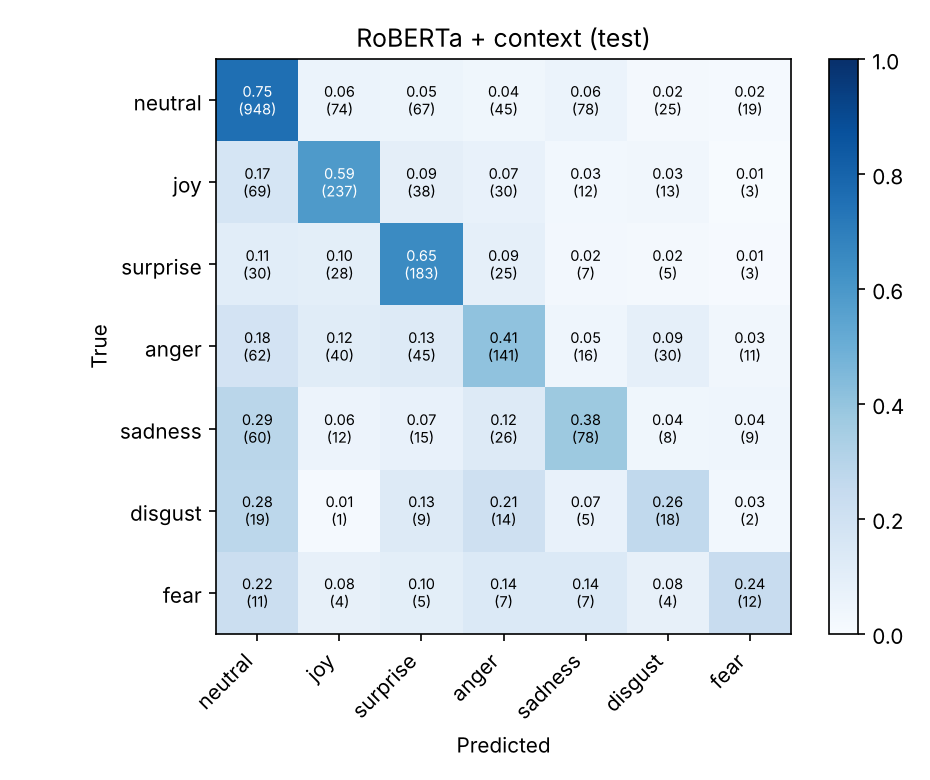 RoBERTa + context (test)
neutral
0.75 0.06 0.05 0.04 0.06 0.02 0.02
(948) (74) (67) (45) (78) (25) (19)
joy
0.17 0.59 0.09 0.07 0.03 0.03 0.01
(69) (237) (38) (30) (12) (13) (3)
surprise
0.11 0.10 0.65 0.09 0.02 0.02 0.01
(30) (28) (183) (25) (7) (5) (3)
anger
0.18 0.12 0.13 0.41 0.05 0.09 0.03
(62) (40) (45) (141) (16) (30) (11)
sadness
0.29 0.06 0.07 0.12 0.38 0.04 0.04
(60) (12) (15) (26) (78) (8) (9)
disgust
0.28 0.01 0.13 0.21 0.07 0.26 0.03
(19) (1) (9) (14) (5) (18) (2)
fear
0.22 0.08 0.10 0.14 0.14 0.08 0.24
(11) (4) (5) (7) (7) (4) (12)
True
neutral joy surprise anger sadness disgust fear
Predicted
1.0
0.8
0.6
0.4
0.2
0.0